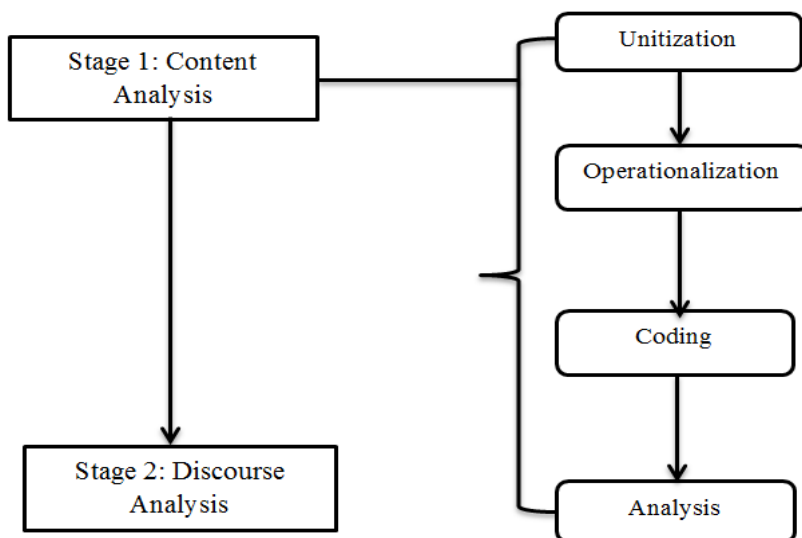 Stage 1: Content
Analysis
Unitization
Operationalization
Coding
Stage 2: Discourse
Analysis
Analysis